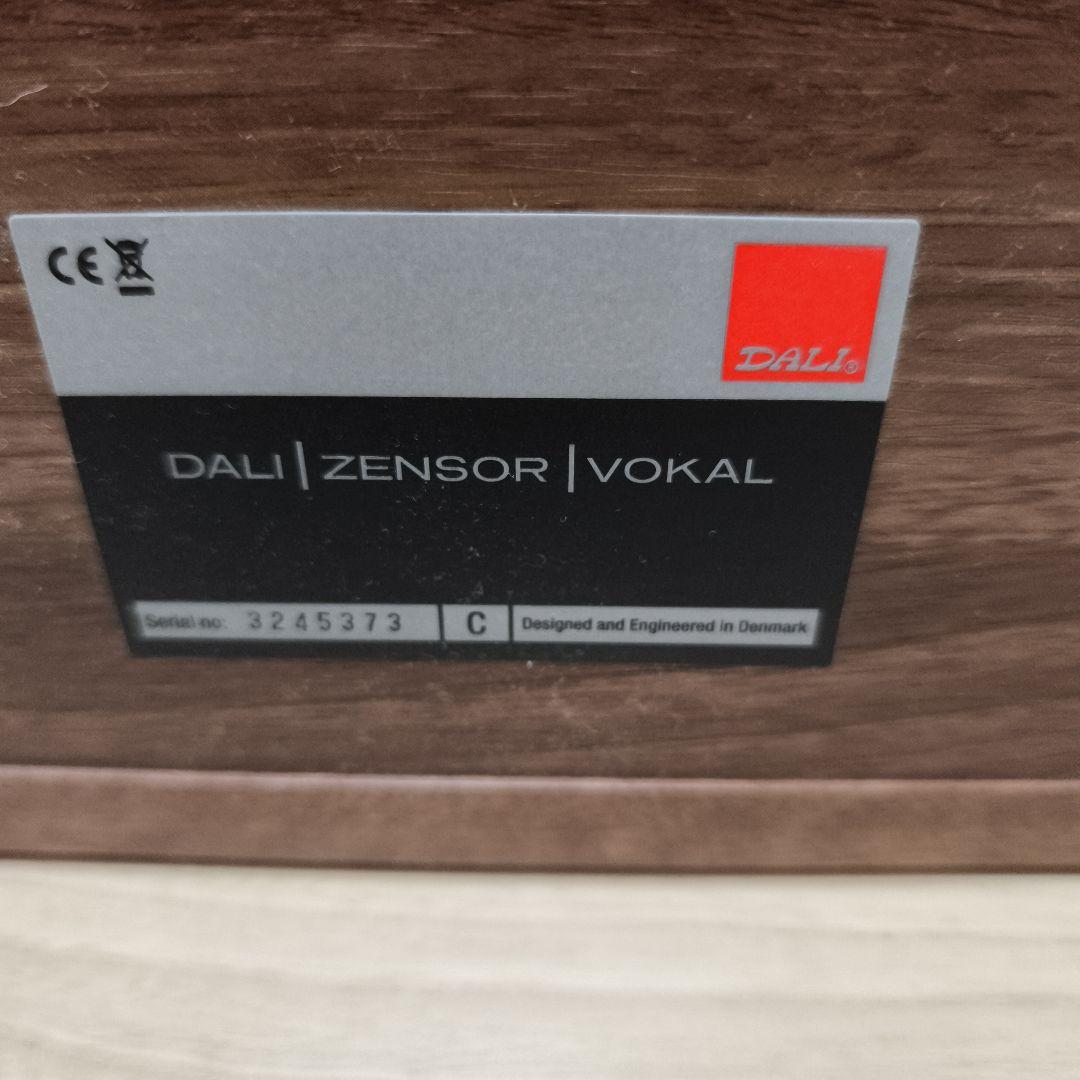 CE
DALI®
DALI | ZENSOR | VOKAL
Serial no: 3245373 C Designed and Engineered in Denmark